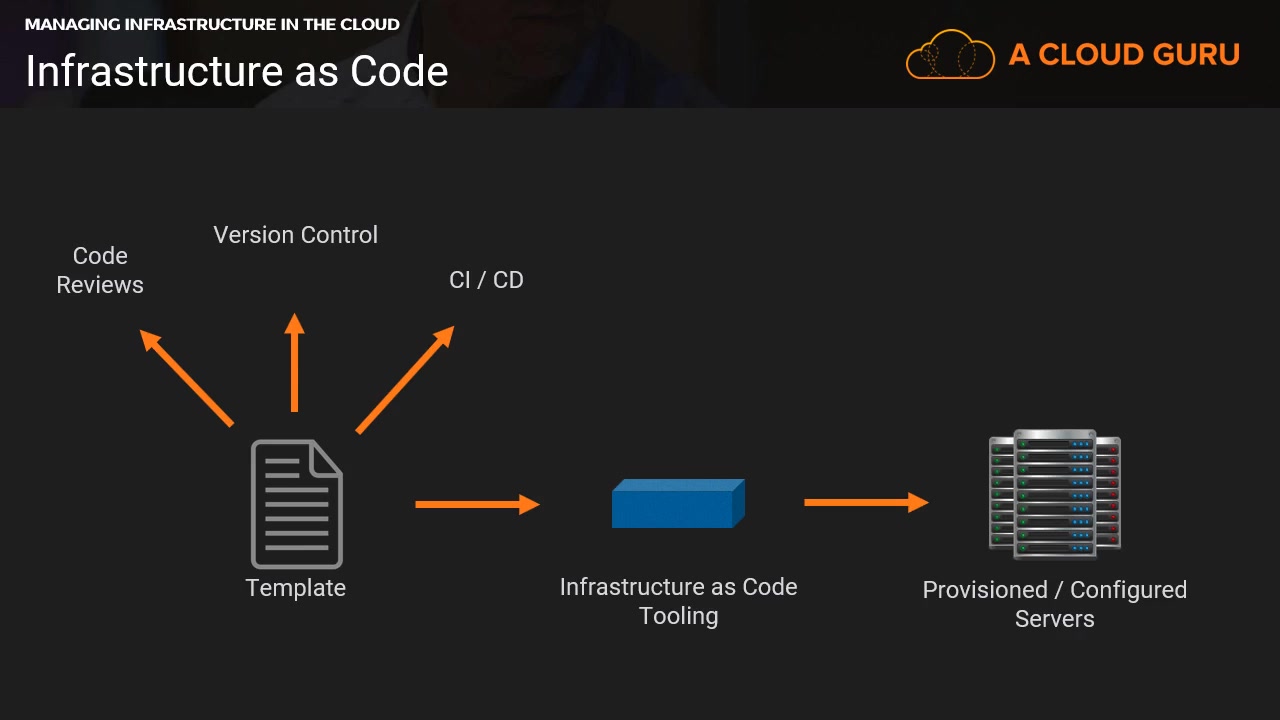 MANAGING INFRASTRUCTURE IN THE CLOUD
Infrastructure as Code
A CLOUD GURU
Version Control
Code
Reviews
CI / CD
Template
Infrastructure as Code
Tooling
Provisioned / Configured
Servers